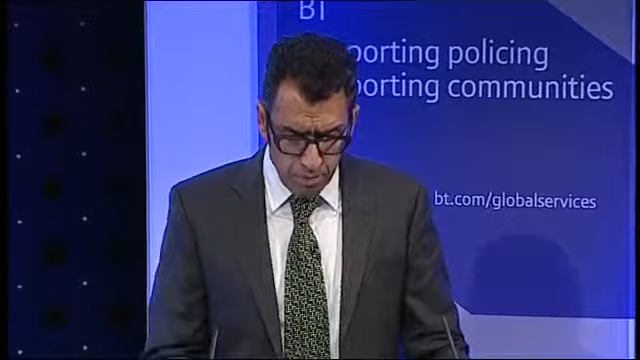 BT
porting policing
porting communities
bt.com/globalservices